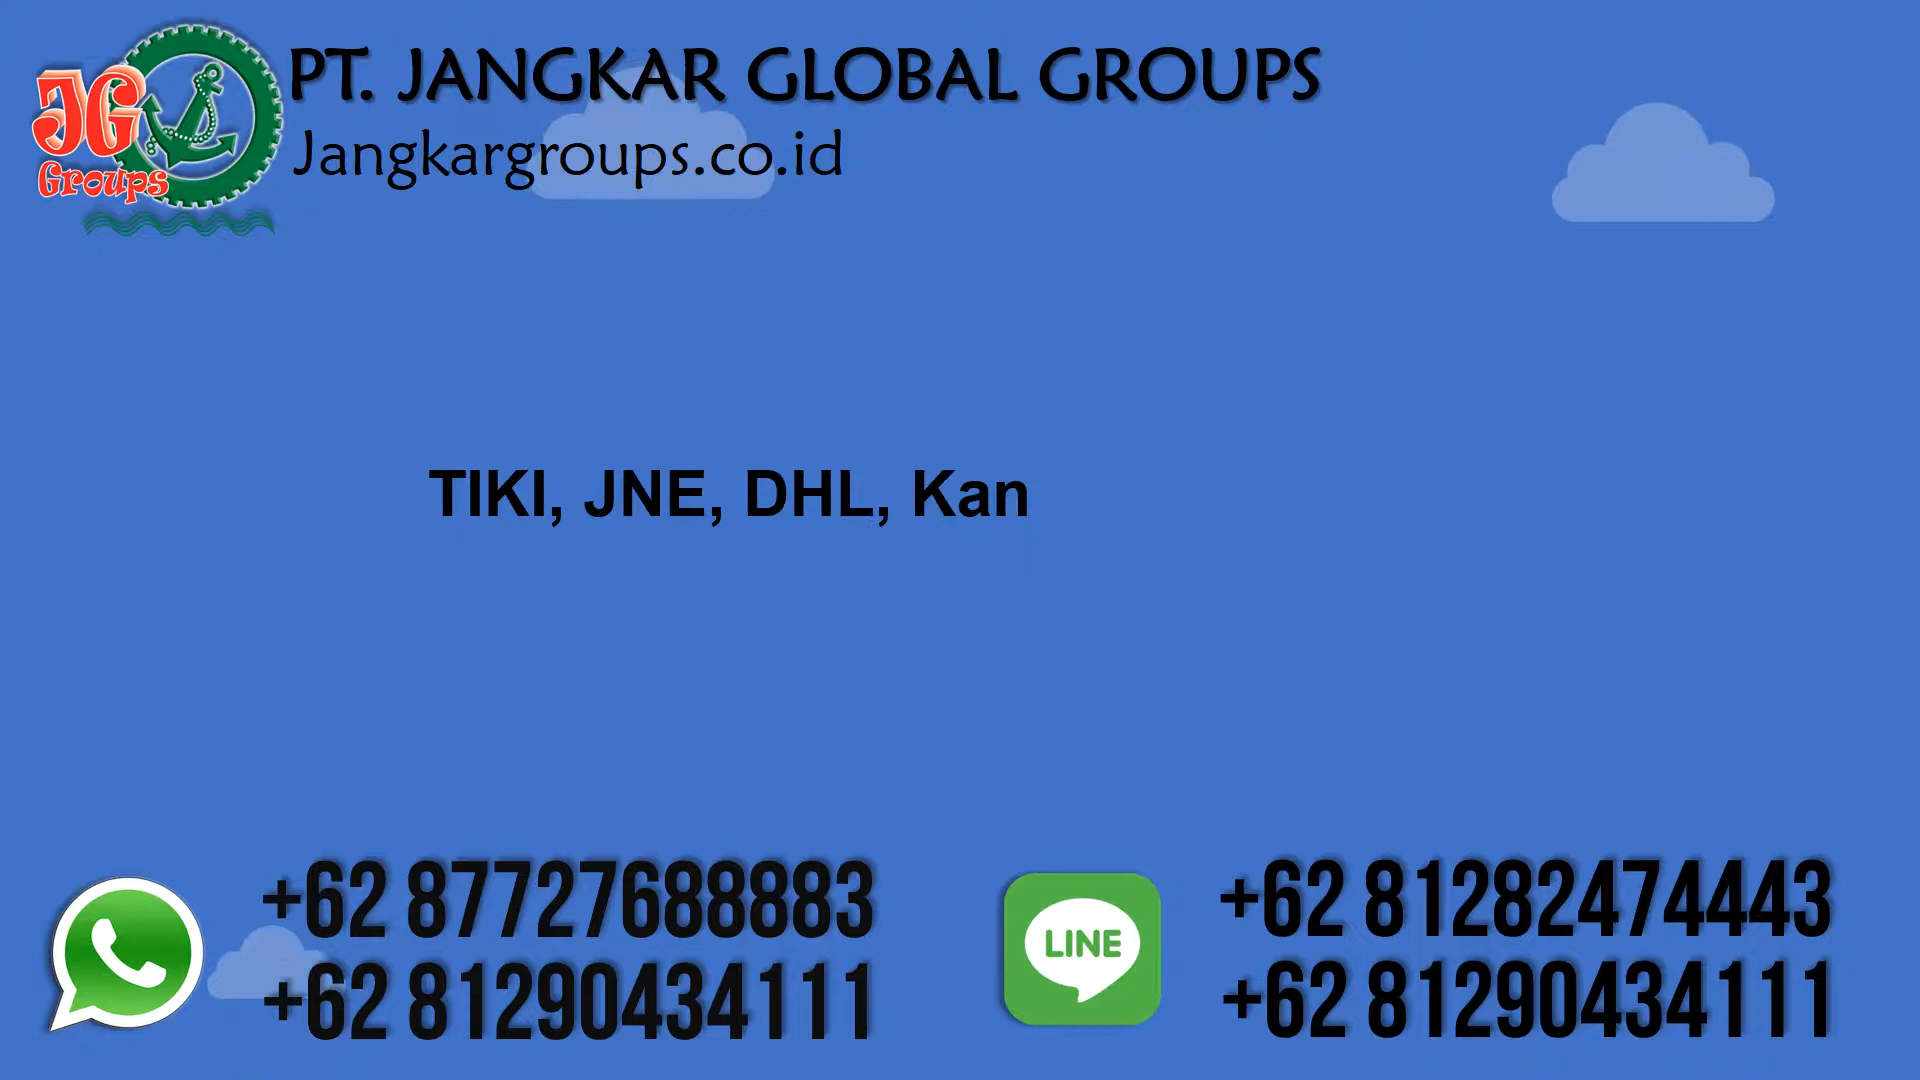 JG
Groups
PT. JANGKAR GLOBAL GROUPS
Jangkargroups.co.id
TIKI, JNE, DHL, Kan
+62 87727688883
+62 81290434111
LINE
+62 81282474443
+62 81290434111